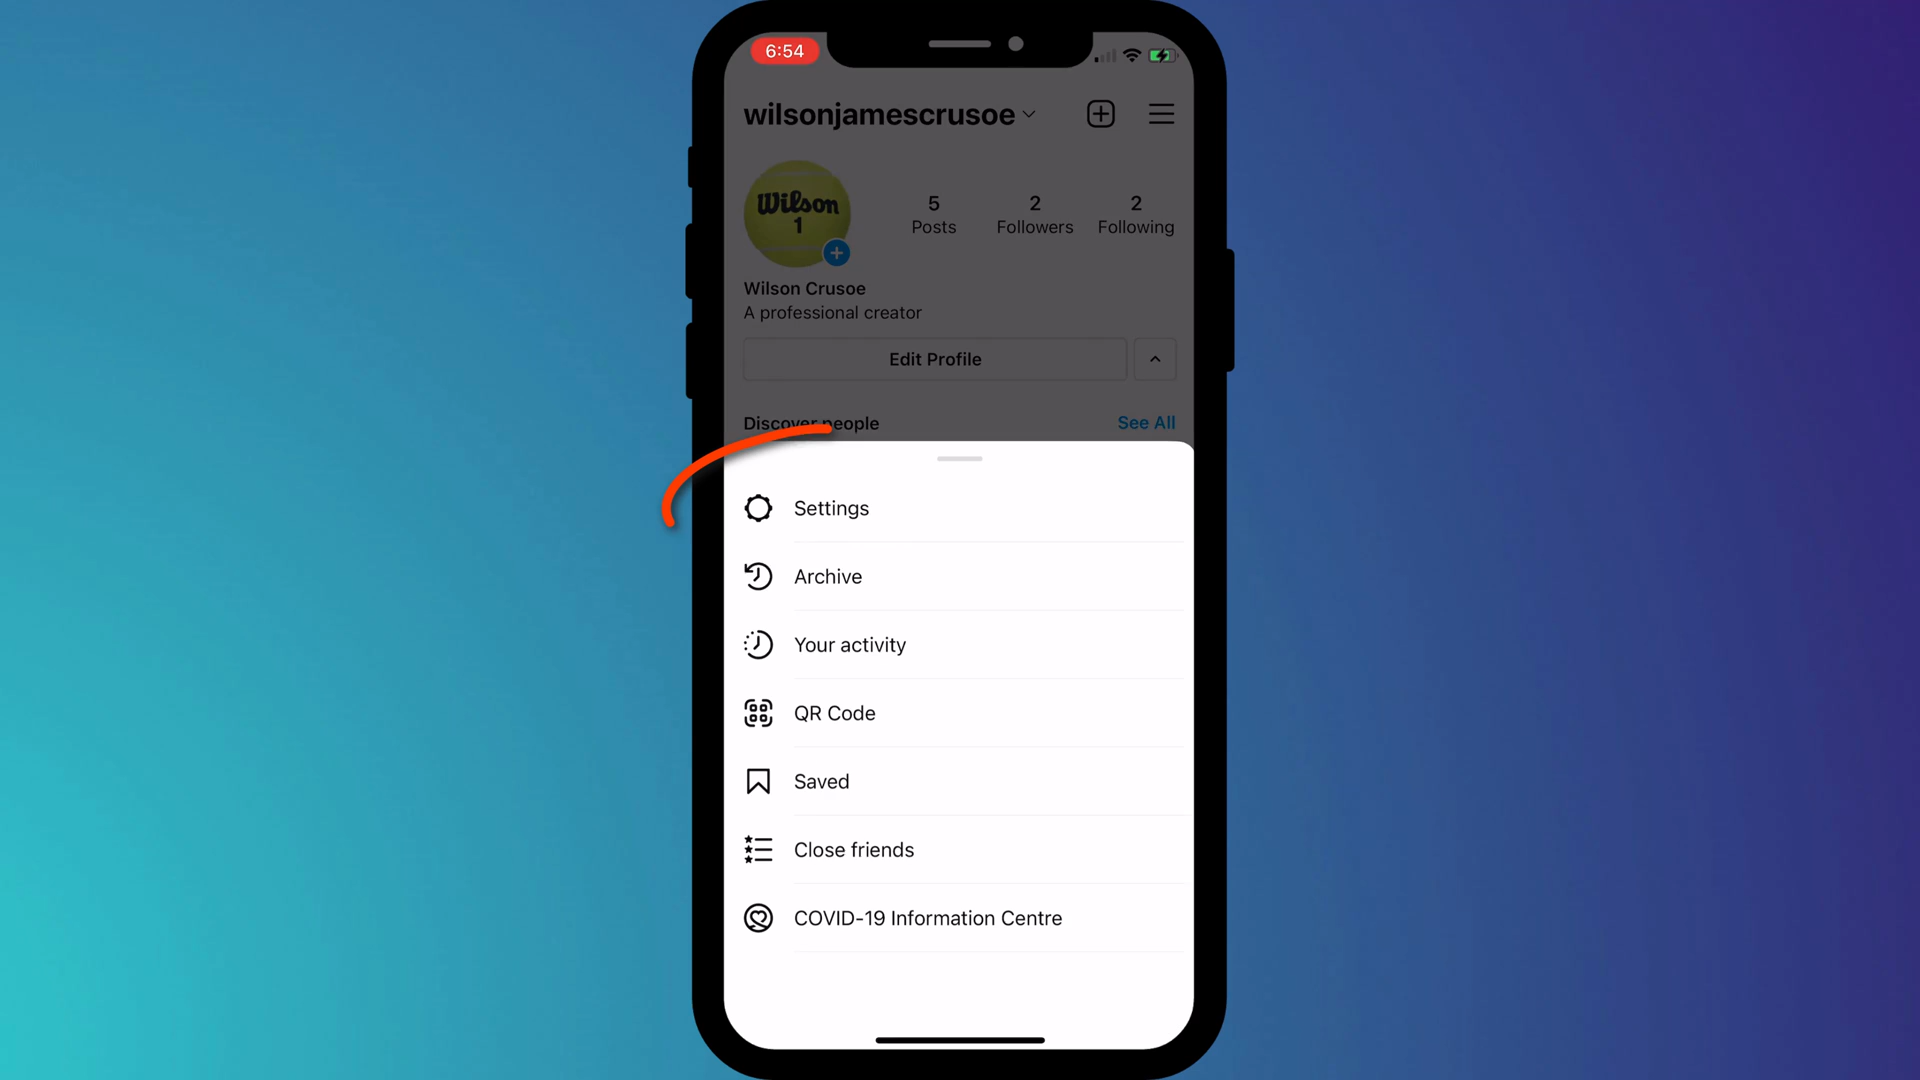 6:54
wilsonjamescrusoe
Wilson
1
5 2 2
Posts Followers Following
Wilson Crusoe
A professional creator
Edit Profile
Discover people See All
Settings
Archive
Your activity
QR Code
Saved
Close friends
COVID-19 Information Centre